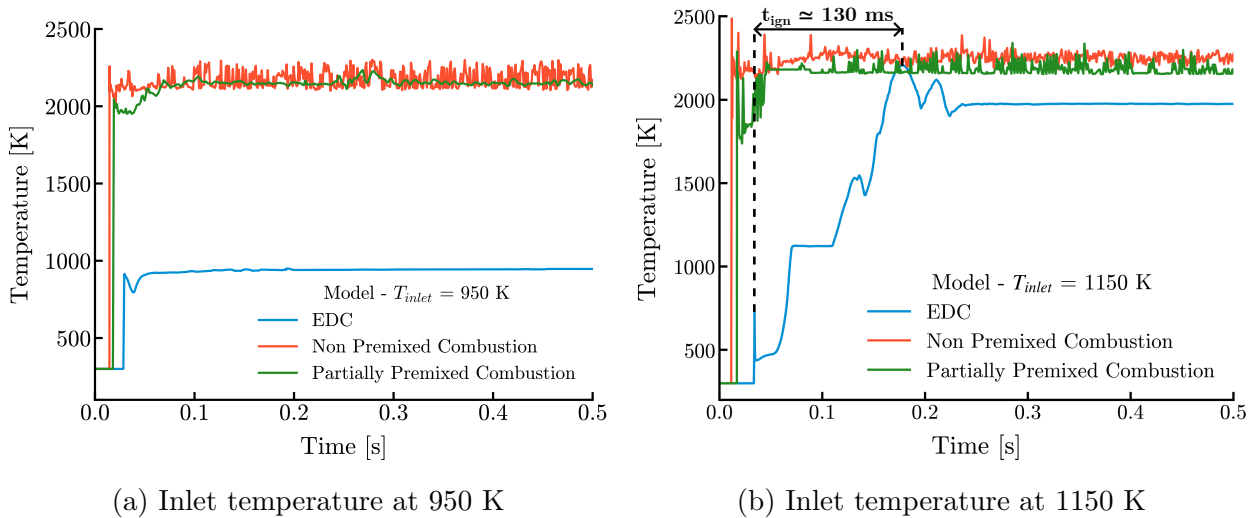 2500
2000
1500
1000
500
0.0 0.1 0.2 0.3 0.4 0.5
Temperature [K]
Time [s]
Model - T_inlet = 950 K
EDC
Non Premixed Combustion
Partially Premixed Combustion
(a) Inlet temperature at 950 K
t_ign ≃ 130 ms
2500
2000
1500
1000
500
0.0 0.1 0.2 0.3 0.4 0.5
Temperature [K]
Time [s]
Model - T_inlet = 1150 K
EDC
Non Premixed Combustion
Partially Premixed Combustion
(b) Inlet temperature at 1150 K